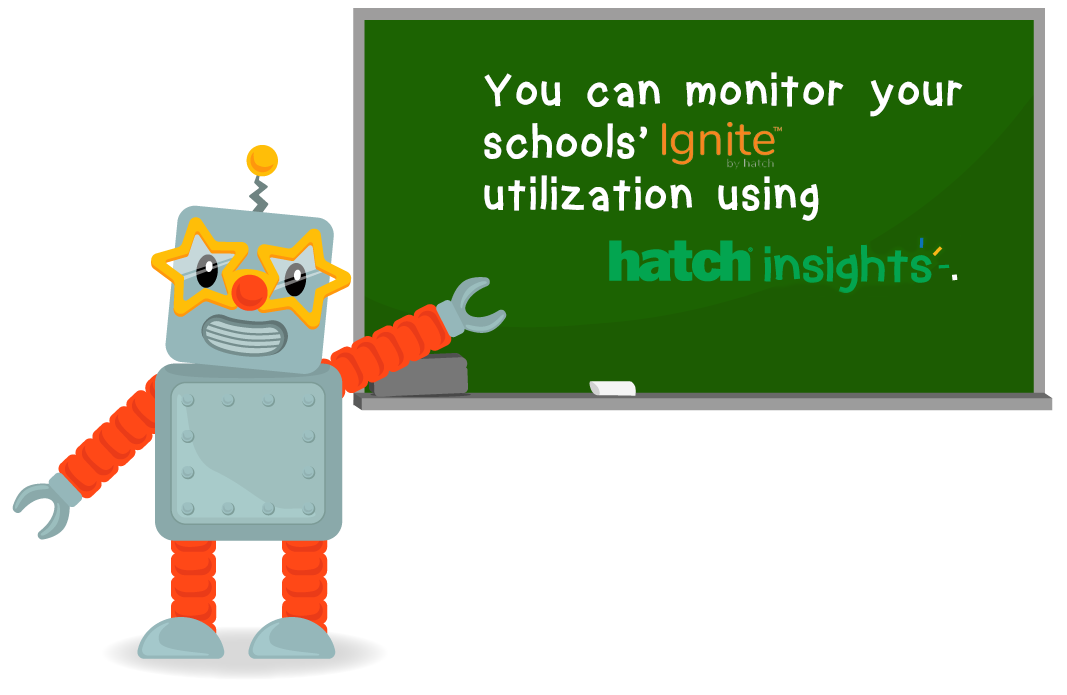 You can monitor your
schools' Ignite™
by hatch
utilization using
hatch® insights.